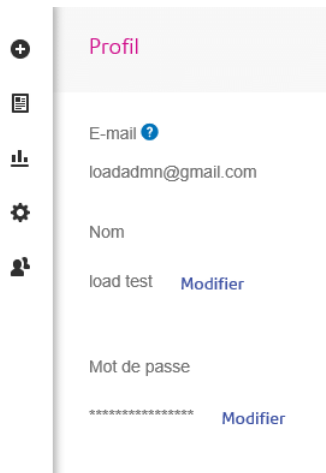 Profil
E-mail
loadadmn@gmail.com
Nom
load test Modifier
Mot de passe
**************** Modifier